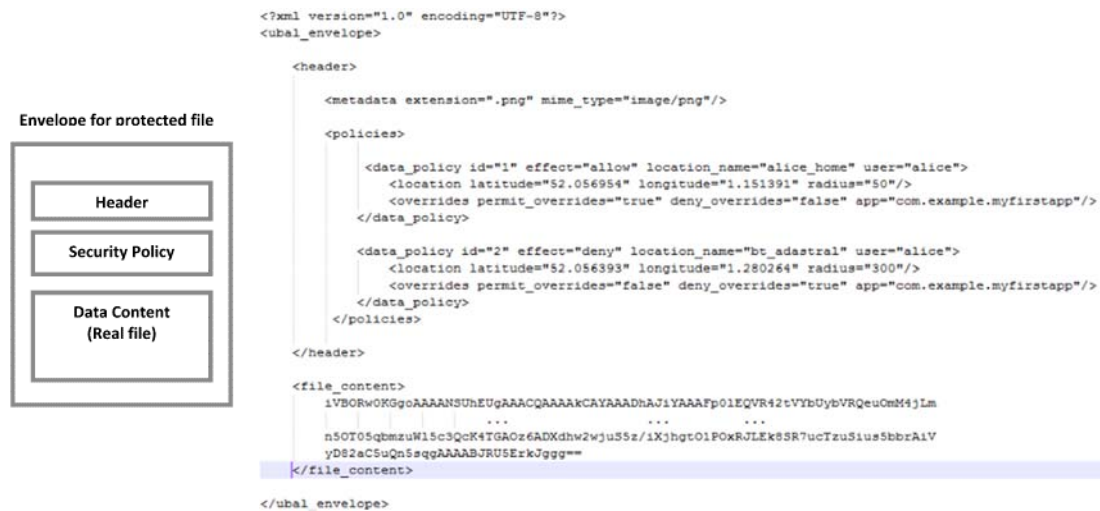 Envelope for protected file
Header
Security Policy
Data Content
(Real file)
<?xml version="1.0" encoding="UTF-8"?>
<ubal_envelope>
<header>
<metadata extension=".png" mime_type="image/png"/>
<policies>
<data_policy id="1" effect="allow" location_name="alice_home" user="alice">
<location latitude="52.056954" longitude="1.151391" radius="50"/>
<overrides permit_overrides="true" deny_overrides="false" app="com.example.myfirstapp"/>
</data_policy>
<data_policy id="2" effect="deny" location_name="bt_adastral" user="alice">
<location latitude="52.056393" longitude="1.280264" radius="300"/>
<overrides permit_overrides="false" deny_overrides="true" app="com.example.myfirstapp"/>
</data_policy>
</policies>
</header>
<file_content>
iVBORw0KGgoAAAANSUhEUgAAACQAAAAkCAYAAADhAJiYAAAFp0lEQVR42tVYbUybVRQeuOmM4jLm
... ... ...
n5OT05qbmzuWl5c3QcK4TGAOz6ADXdhw2wjuS5z/iXjhgtO1POxRJLEk8SR7ucTzuSius5bbrAiV
yD82aC5uQn5sqgAAAABJRU5ErkJggg==
</file_content>
</ubal_envelope>